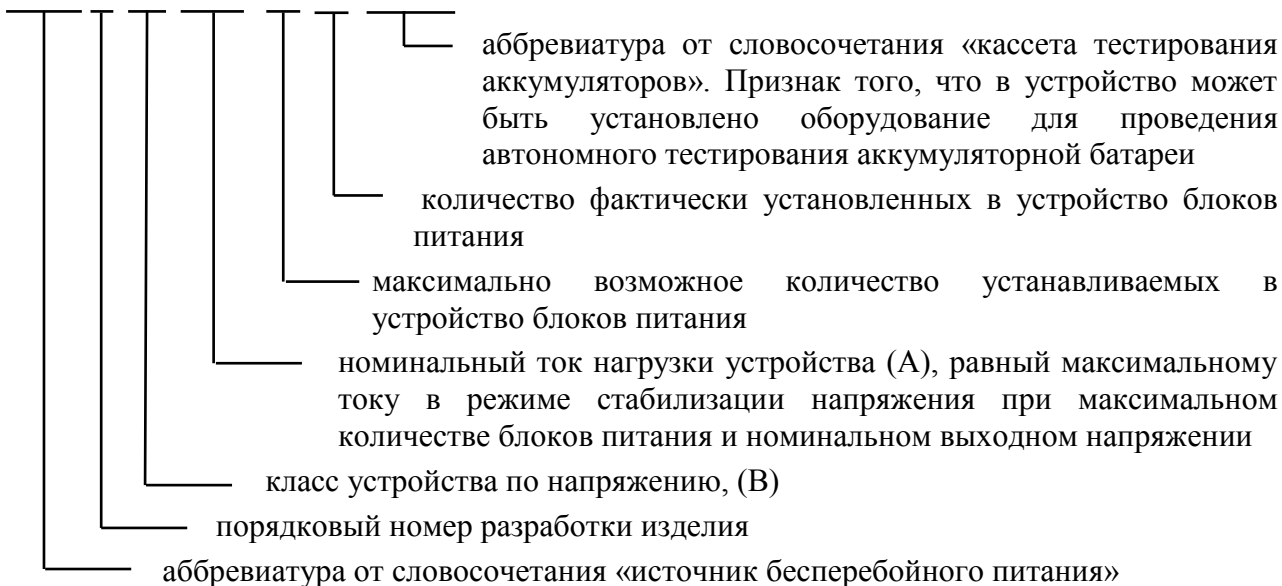 аббревиатура от словосочетания «кассета тестирования
аккумуляторов». Признак того, что в устройство может
быть установлено оборудование для проведения
автономного тестирования аккумуляторной батареи
количество фактически установленных в устройство блоков
питания
максимально возможное количество устанавливаемых в
устройство блоков питания
номинальный ток нагрузки устройства (А), равный максимальному
току в режиме стабилизации напряжения при максимальном
количестве блоков питания и номинальном выходном напряжении
класс устройства по напряжению, (В)
порядковый номер разработки изделия
аббревиатура от словосочетания «источник бесперебойного питания»